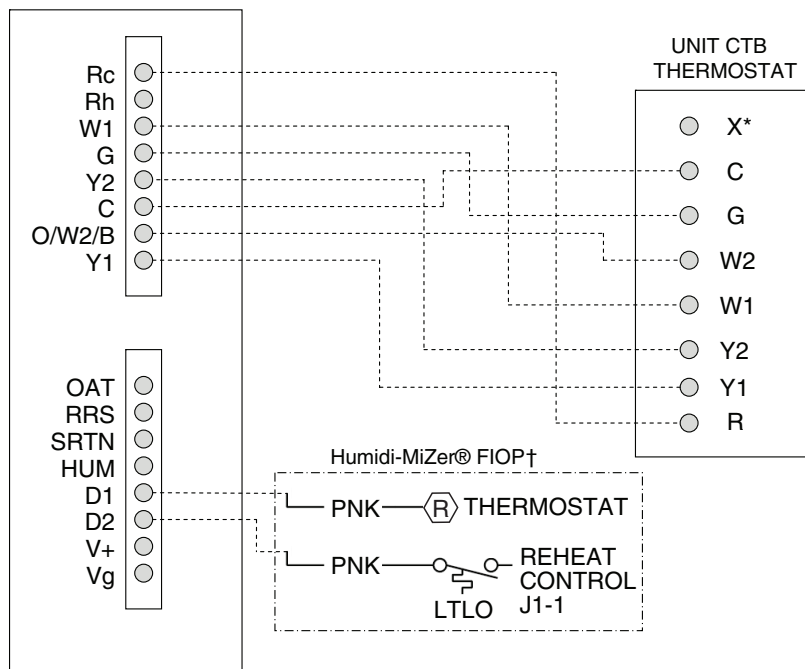 UNIT CTB
THERMOSTAT
Rc
Rh
W1
G
Y2
C
O/W2/B
Y1
X*
C
G
W2
W1
Y2
Y1
R
OAT
RRS
SRTN
HUM
D1
D2
V+
Vg
Humidi-MiZer® FIOP†
PNK R THERMOSTAT
PNK
LTLO
REHEAT
CONTROL
J1-1